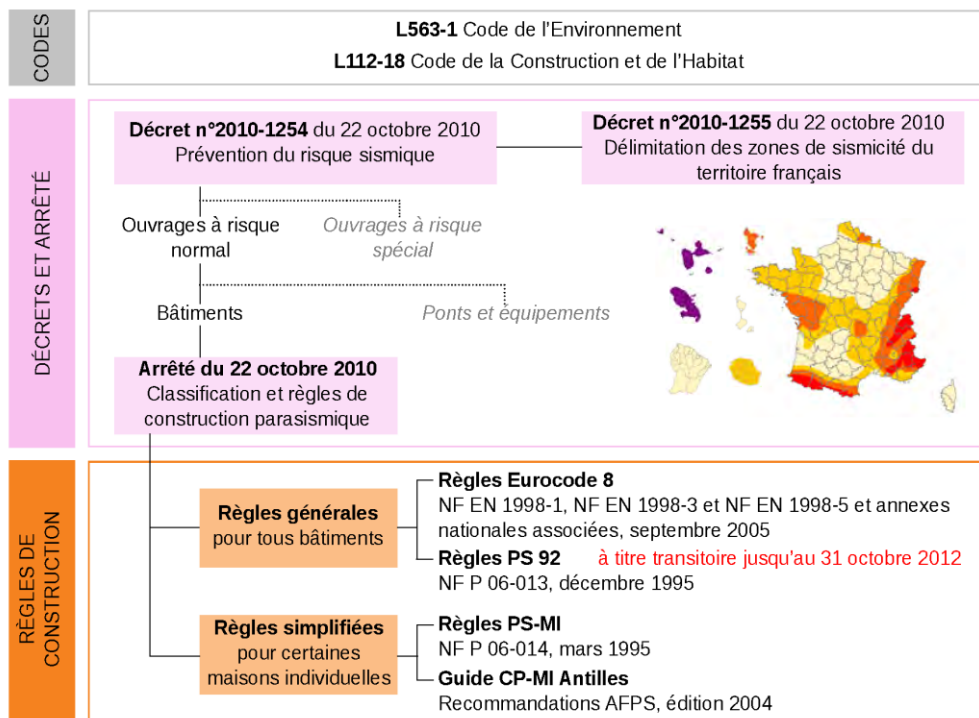 CODES
L563-1 Code de l'Environnement
L112-18 Code de la Construction et de l'Habitat
DÉCRETS ET ARRÊTÉ
Décret n°2010-1254 du 22 octobre 2010
Prévention du risque sismique
Décret n°2010-1255 du 22 octobre 2010
Délimitation des zones de sismicité du
territoire français
Ouvrages à risque
normal
Ouvrages à risque
spécial
Bâtiments
Ponts et équipements
Arrêté du 22 octobre 2010
Classification et règles de
construction parasismique
RÈGLES DE
CONSTRUCTION
Règles générales
pour tous bâtiments
Règles Eurocode 8
NF EN 1998-1, NF EN 1998-3 et NF EN 1998-5 et annexes
nationales associées, septembre 2005
Règles PS 92 à titre transitoire jusqu'au 31 octobre 2012
NF P 06-013, décembre 1995
Règles simplifiées
pour certaines
maisons individuelles
Règles PS-MI
NF P 06-014, mars 1995
Guide CP-MI Antilles
Recommandations AFPS, édition 2004